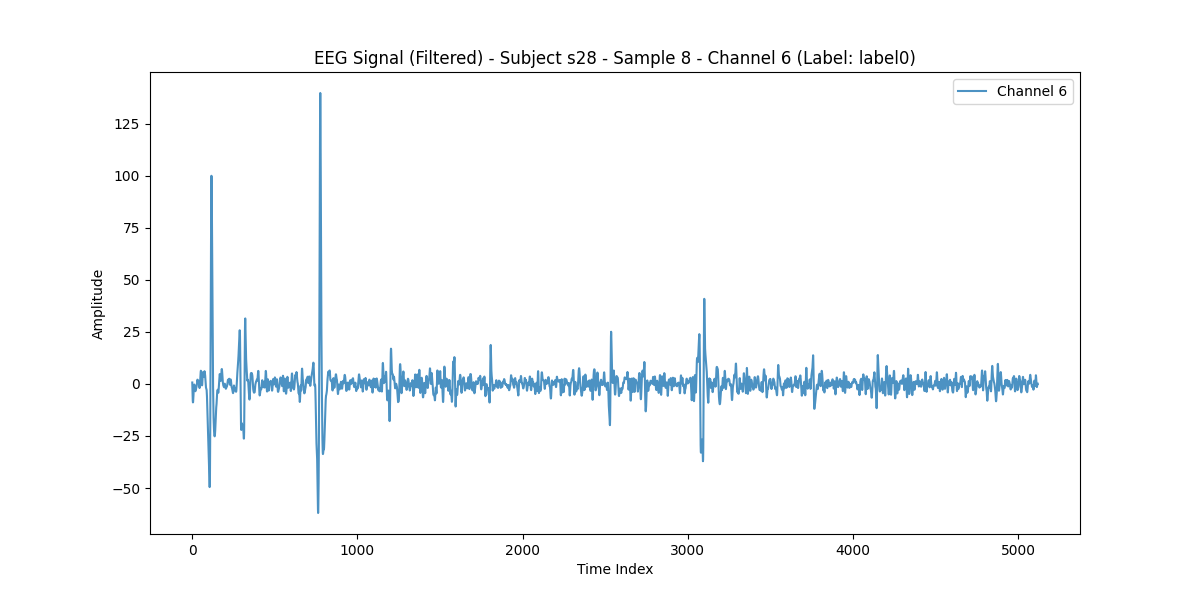 EEG Signal (Filtered) - Subject s28 - Sample 8 - Channel 6 (Label: label0)
Channel 6
125
100
75
50
25
0
−25
−50
Amplitude
0 1000 2000 3000 4000 5000
Time Index